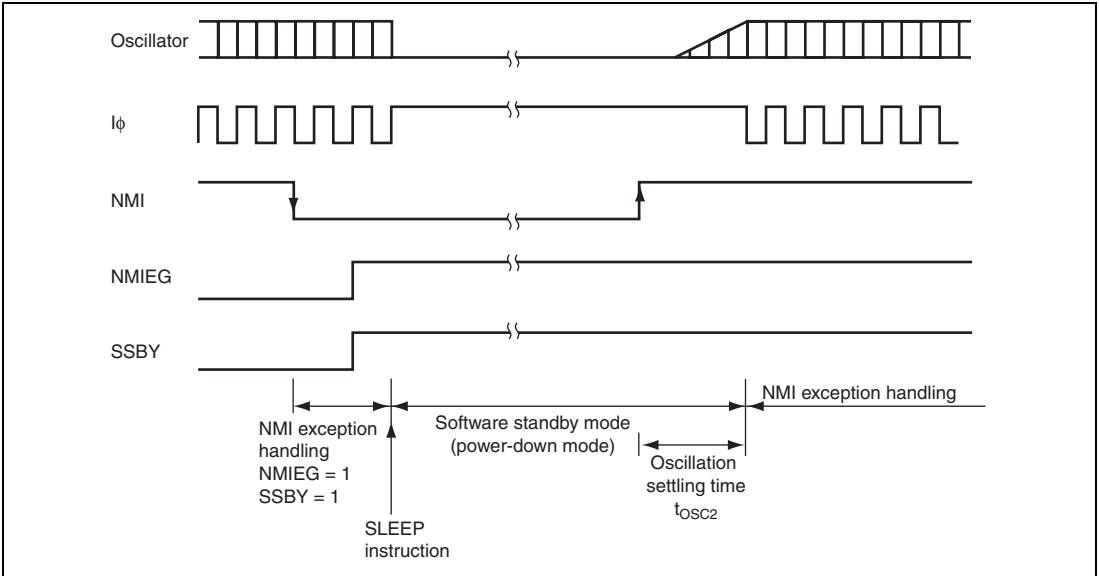 Oscillator
Iφ
NMI
NMIEG
SSBY
NMI exception
handling
NMIEG = 1
SSBY = 1
SLEEP
instruction
Software standby mode
(power-down mode)
Oscillation
settling time
tOSC2
NMI exception handling